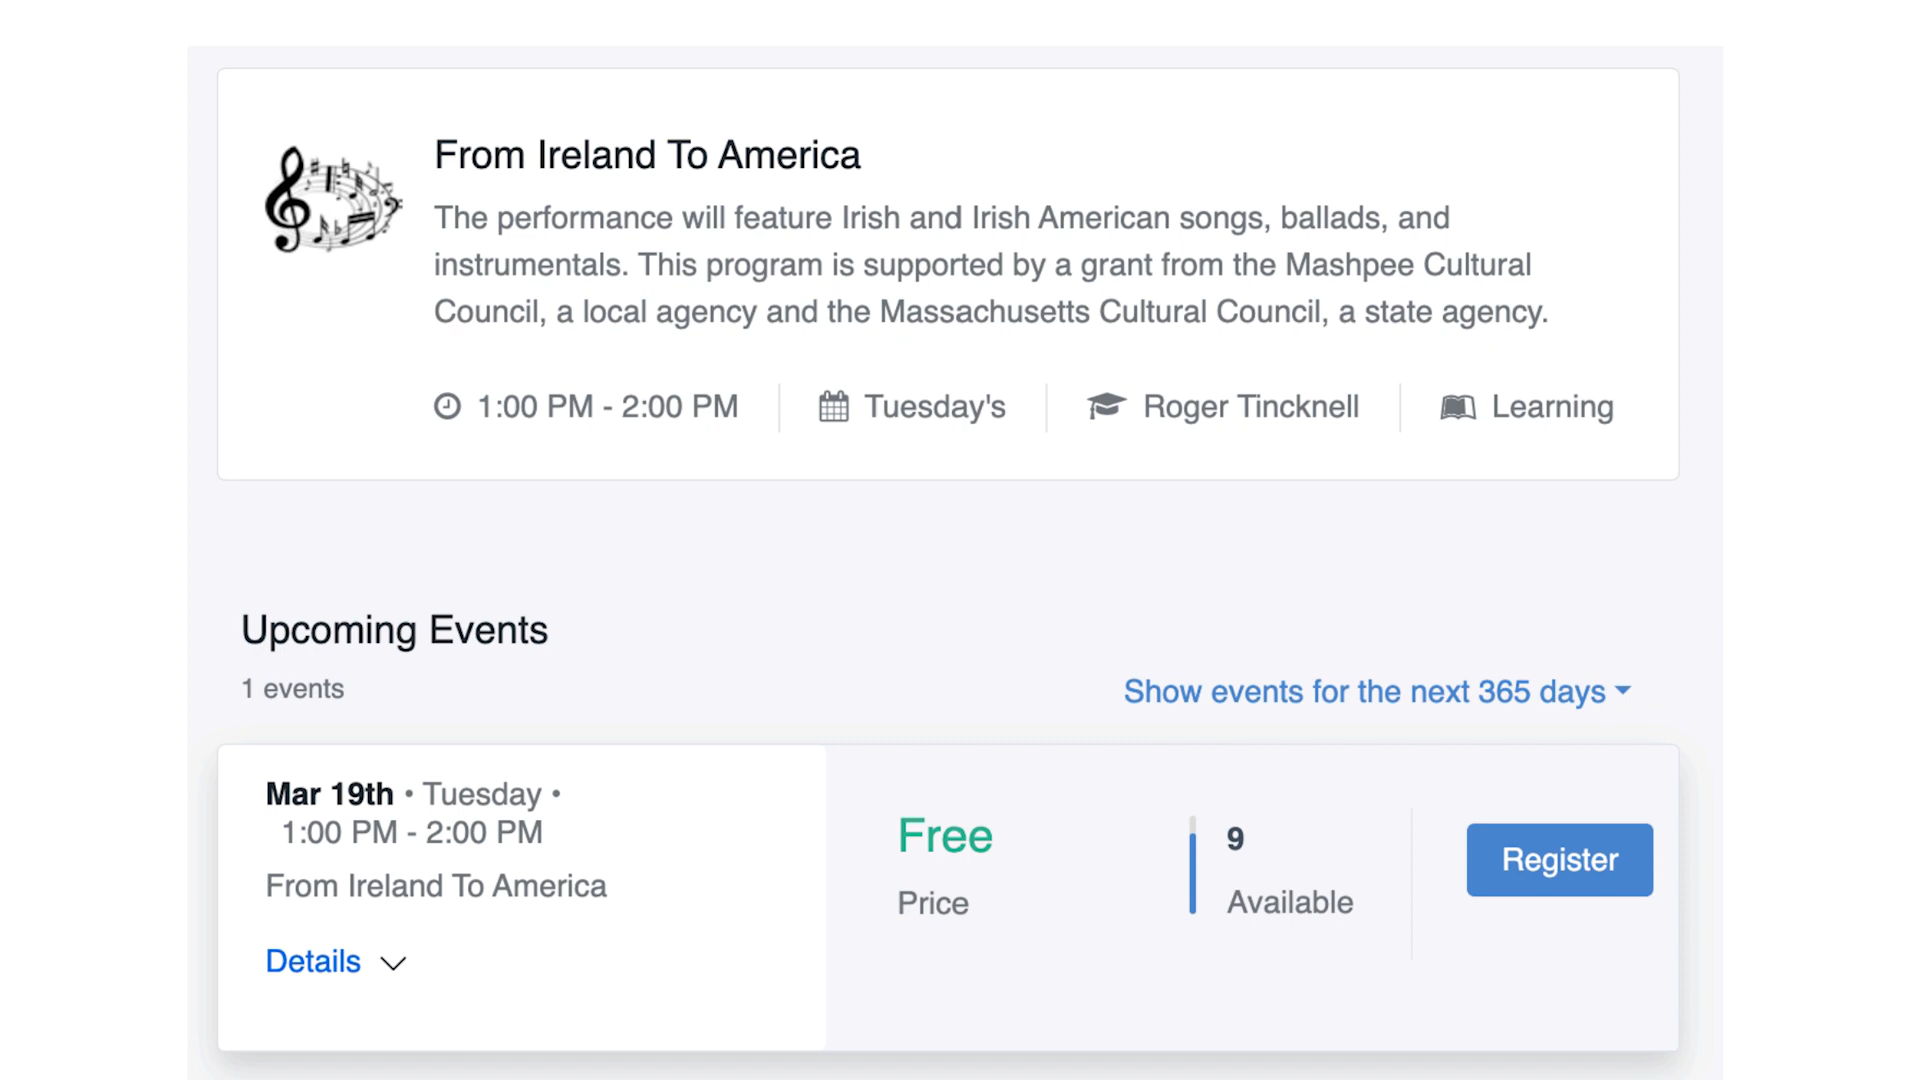 From Ireland To America
The performance will feature Irish and Irish American songs, ballads, and
instrumentals. This program is supported by a grant from the Mashpee Cultural
Council, a local agency and the Massachusetts Cultural Council, a state agency.
1:00 PM - 2:00 PM Tuesday's Roger Tincknell Learning
Upcoming Events
1 events
Show events for the next 365 days
Mar 19th • Tuesday •
1:00 PM - 2:00 PM
From Ireland To America
Details
Free
Price
9
Available
Register